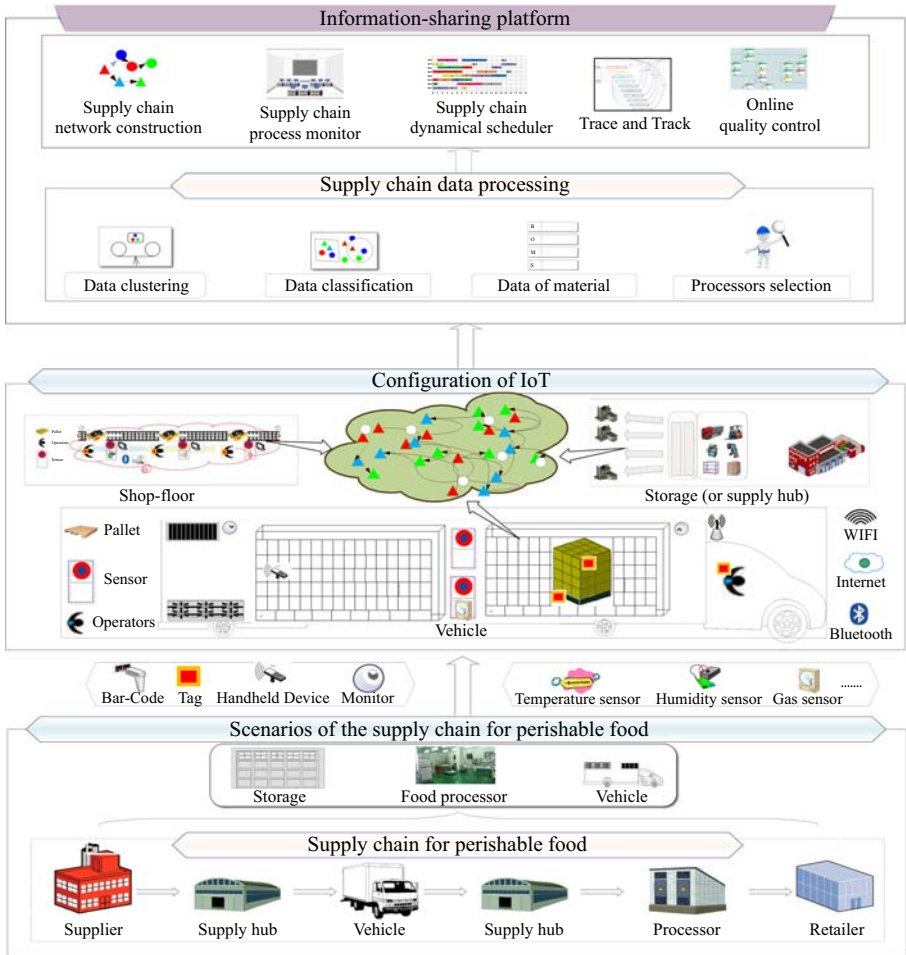 Information-sharing platform
Supply chain
network construction
Supply chain
process monitor
Supply chain
dynamical scheduler
Trace and Track
Online
quality control
Supply chain data processing
B
O
M
S
Data clustering
Data classification
Data of material
Processors selection
Configuration of IoT
Pallet
Operators
Sensor
Shop-floor
Storage (or supply hub)
Pallet
Sensor
Operators
Vehicle
WIFI
Internet
Bluetooth
Bar-Code
Tag
Handheld Device
Monitor
Temperature sensor
Humidity sensor
Gas sensor
.......
Scenarios of the supply chain for perishable food
Storage
Food processor
Vehicle
Supply chain for perishable food
Supplier
Supply hub
Vehicle
Supply hub
Processor
Retailer